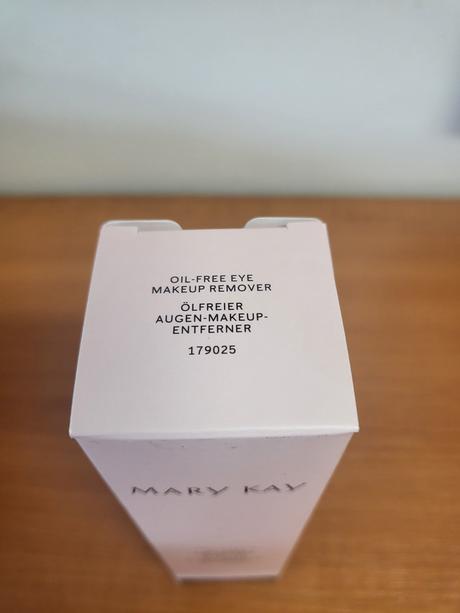 OIL-FREE EYE
MAKEUP REMOVER
ÖLFREIER
AUGEN-MAKEUP-
ENTFERNER
179025
MARY KAY